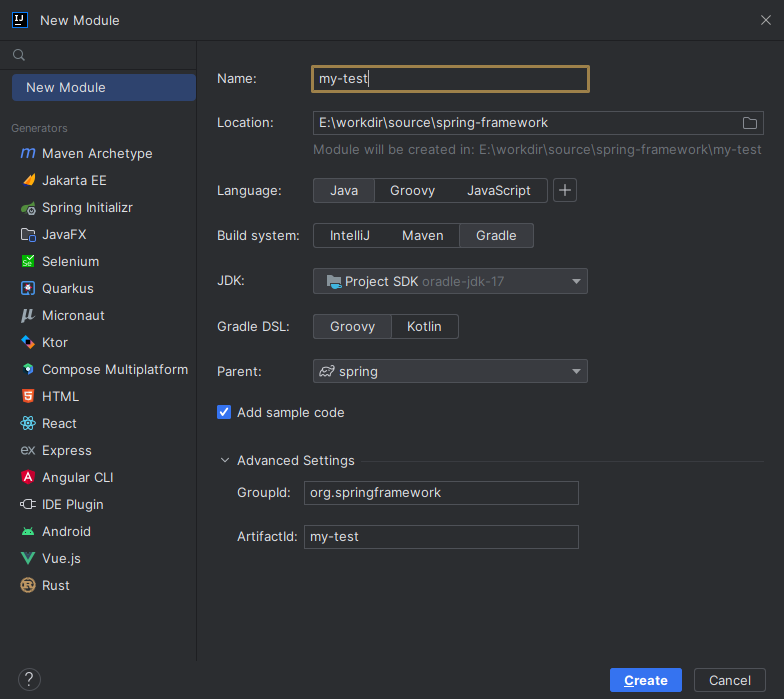 New Module
New Module
Generators
Maven Archetype
Jakarta EE
Spring Initializr
JavaFX
Selenium
Quarkus
Micronaut
Ktor
Compose Multiplatform
HTML
React
Express
Angular CLI
IDE Plugin
Android
Vue.js
Rust
Name: my-test
Location: E:\workdir\source\spring-framework
Module will be created in: E:\workdir\source\spring-framework\my-test
Language: Java Groovy JavaScript +
Build system: IntelliJ Maven Gradle
JDK: Project SDK oradle-jdk-17
Gradle DSL: Groovy Kotlin
Parent: spring
Add sample code
Advanced Settings
GroupId: org.springframework
ArtifactId: my-test
? Create Cancel